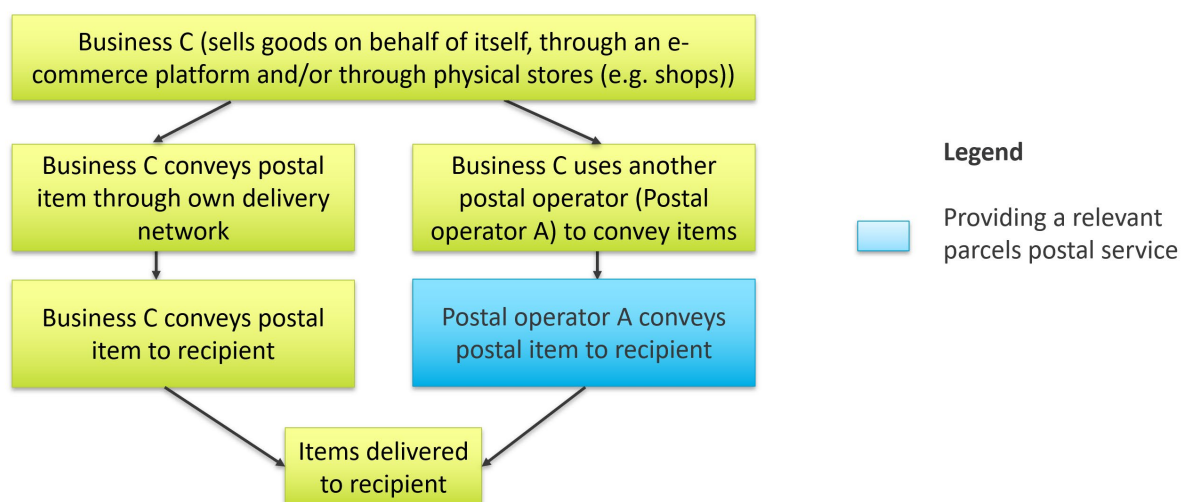 Business C (sells goods on behalf of itself, through an e-
commerce platform and/or through physical stores (e.g. shops))
Business C conveys postal
item through own delivery
network
Business C uses another
postal operator (Postal
operator A) to convey items
Business C conveys postal
item to recipient
Postal operator A conveys
postal item to recipient
Items delivered
to recipient
Legend
Providing a relevant
parcels postal service